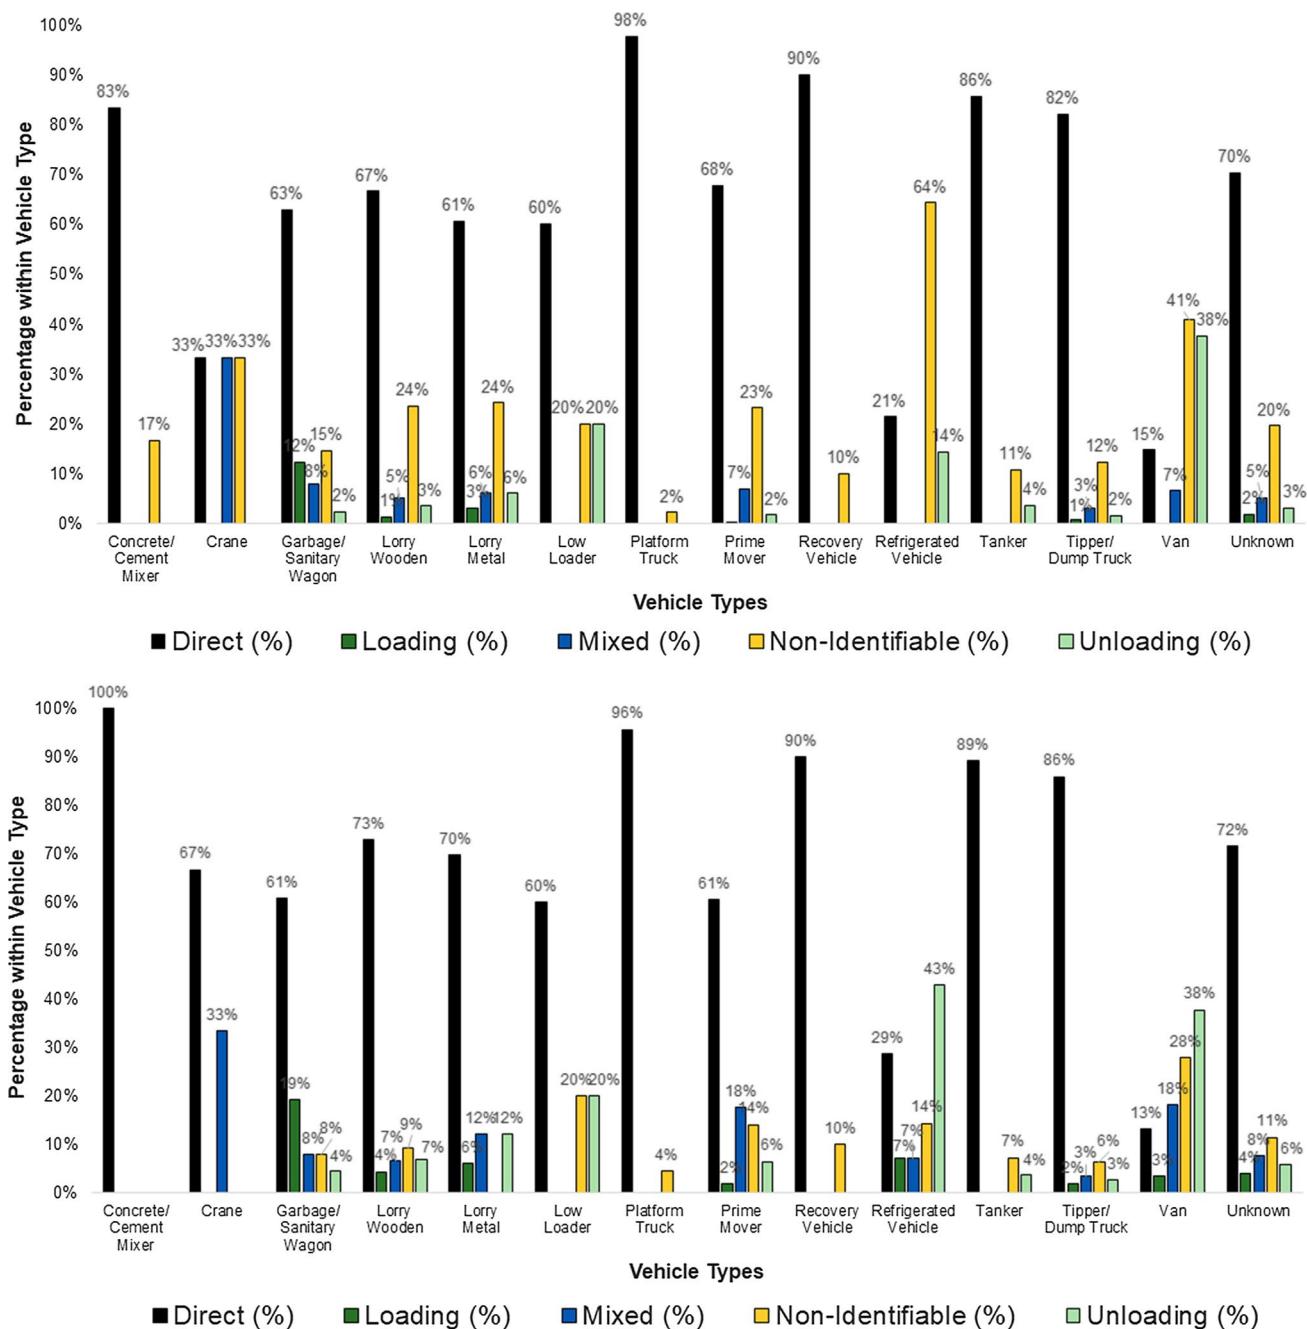 100%
90%
80%
70%
60%
50%
40%
30%
20%
10%
0%
Percentage within Vehicle Type
83% 17%
33% 33% 33%
63% 12% 8% 15% 2%
67% 1% 5% 24% 3%
61% 3% 6% 24% 6%
60% 20% 20%
98% 2%
68% 7% 23% 2%
90% 10%
21% 64% 14%
86% 11% 4%
82% 1% 3% 12% 2%
15% 7% 41% 38%
70% 2% 5% 20% 3%
Concrete/
Cement
Mixer
Crane
Garbage/
Sanitary
Wagon
Lorry
Wooden
Lorry
Metal
Low
Loader
Platform
Truck
Prime
Mover
Recovery
Vehicle
Refrigerated
Vehicle
Tanker
Tipper/
Dump Truck
Van
Unknown
Vehicle Types
Direct (%) Loading (%) Mixed (%) Non-Identifiable (%) Unloading (%)
100%
90%
80%
70%
60%
50%
40%
30%
20%
10%
0%
Percentage within Vehicle Type
100%
67% 33%
61% 19% 8% 8% 4%
73% 4% 7% 9% 7%
70% 6% 12% 12%
60% 20% 20%
96% 4%
61% 2% 18% 14% 6%
90% 10%
29% 7% 7% 14% 43%
89% 7% 4%
86% 2% 3% 6% 3%
13% 3% 18% 28% 38%
72% 4% 8% 11% 6%
Concrete/
Cement
Mixer
Crane
Garbage/
Sanitary
Wagon
Lorry
Wooden
Lorry
Metal
Low
Loader
Platform
Truck
Prime
Mover
Recovery
Vehicle
Refrigerated
Vehicle
Tanker
Tipper/
Dump Truck
Van
Unknown
Vehicle Types
Direct (%) Loading (%) Mixed (%) Non-Identifiable (%) Unloading (%)